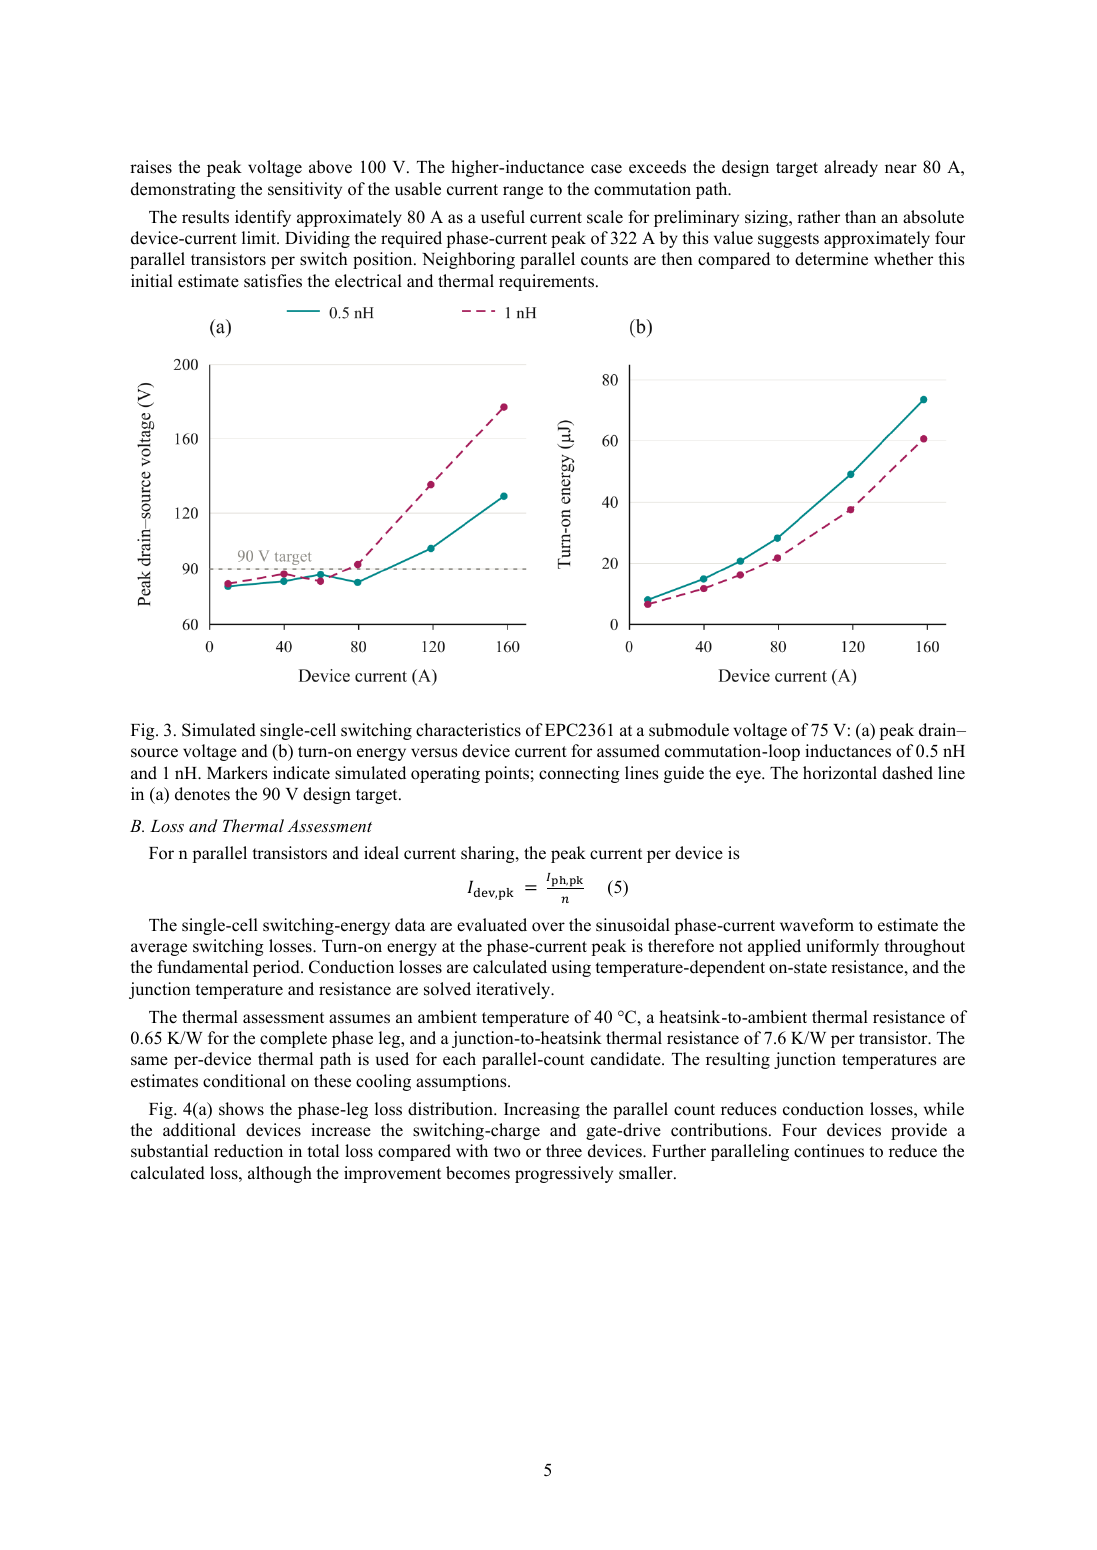 raises the peak voltage above 100 V. The higher-inductance case exceeds the design target already near 80 A,
demonstrating the sensitivity of the usable current range to the commutation path.
The results identify approximately 80 A as a useful current scale for preliminary sizing, rather than an absolute
device-current limit. Dividing the required phase-current peak of 322 A by this value suggests approximately four
parallel transistors per switch position. Neighboring parallel counts are then compared to determine whether this
initial estimate satisfies the electrical and thermal requirements.
0.5 nH
1 nH
(a)
200
160
120
90
60
90 V target
0
40
80
120
160
Peak drain–source voltage (V)
Device current (A)
(b)
80
60
40
20
0
0
40
80
120
160
Turn-on energy (μJ)
Device current (A)
Fig. 3. Simulated single-cell switching characteristics of EPC2361 at a submodule voltage of 75 V: (a) peak drain–
source voltage and (b) turn-on energy versus device current for assumed commutation-loop inductances of 0.5 nH
and 1 nH. Markers indicate simulated operating points; connecting lines guide the eye. The horizontal dashed line
in (a) denotes the 90 V design target.
B. Loss and Thermal Assessment
For n parallel transistors and ideal current sharing, the peak current per device is
I_dev,pk = I_ph,pk / n (5)
The single-cell switching-energy data are evaluated over the sinusoidal phase-current waveform to estimate the
average switching losses. Turn-on energy at the phase-current peak is therefore not applied uniformly throughout
the fundamental period. Conduction losses are calculated using temperature-dependent on-state resistance, and the
junction temperature and resistance are solved iteratively.
The thermal assessment assumes an ambient temperature of 40 °C, a heatsink-to-ambient thermal resistance of
0.65 K/W for the complete phase leg, and a junction-to-heatsink thermal resistance of 7.6 K/W per transistor. The
same per-device thermal path is used for each parallel-count candidate. The resulting junction temperatures are
estimates conditional on these cooling assumptions.
Fig. 4(a) shows the phase-leg loss distribution. Increasing the parallel count reduces conduction losses, while
the additional devices increase the switching-charge and gate-drive contributions. Four devices provide a
substantial reduction in total loss compared with two or three devices. Further paralleling continues to reduce the
calculated loss, although the improvement becomes progressively smaller.
5